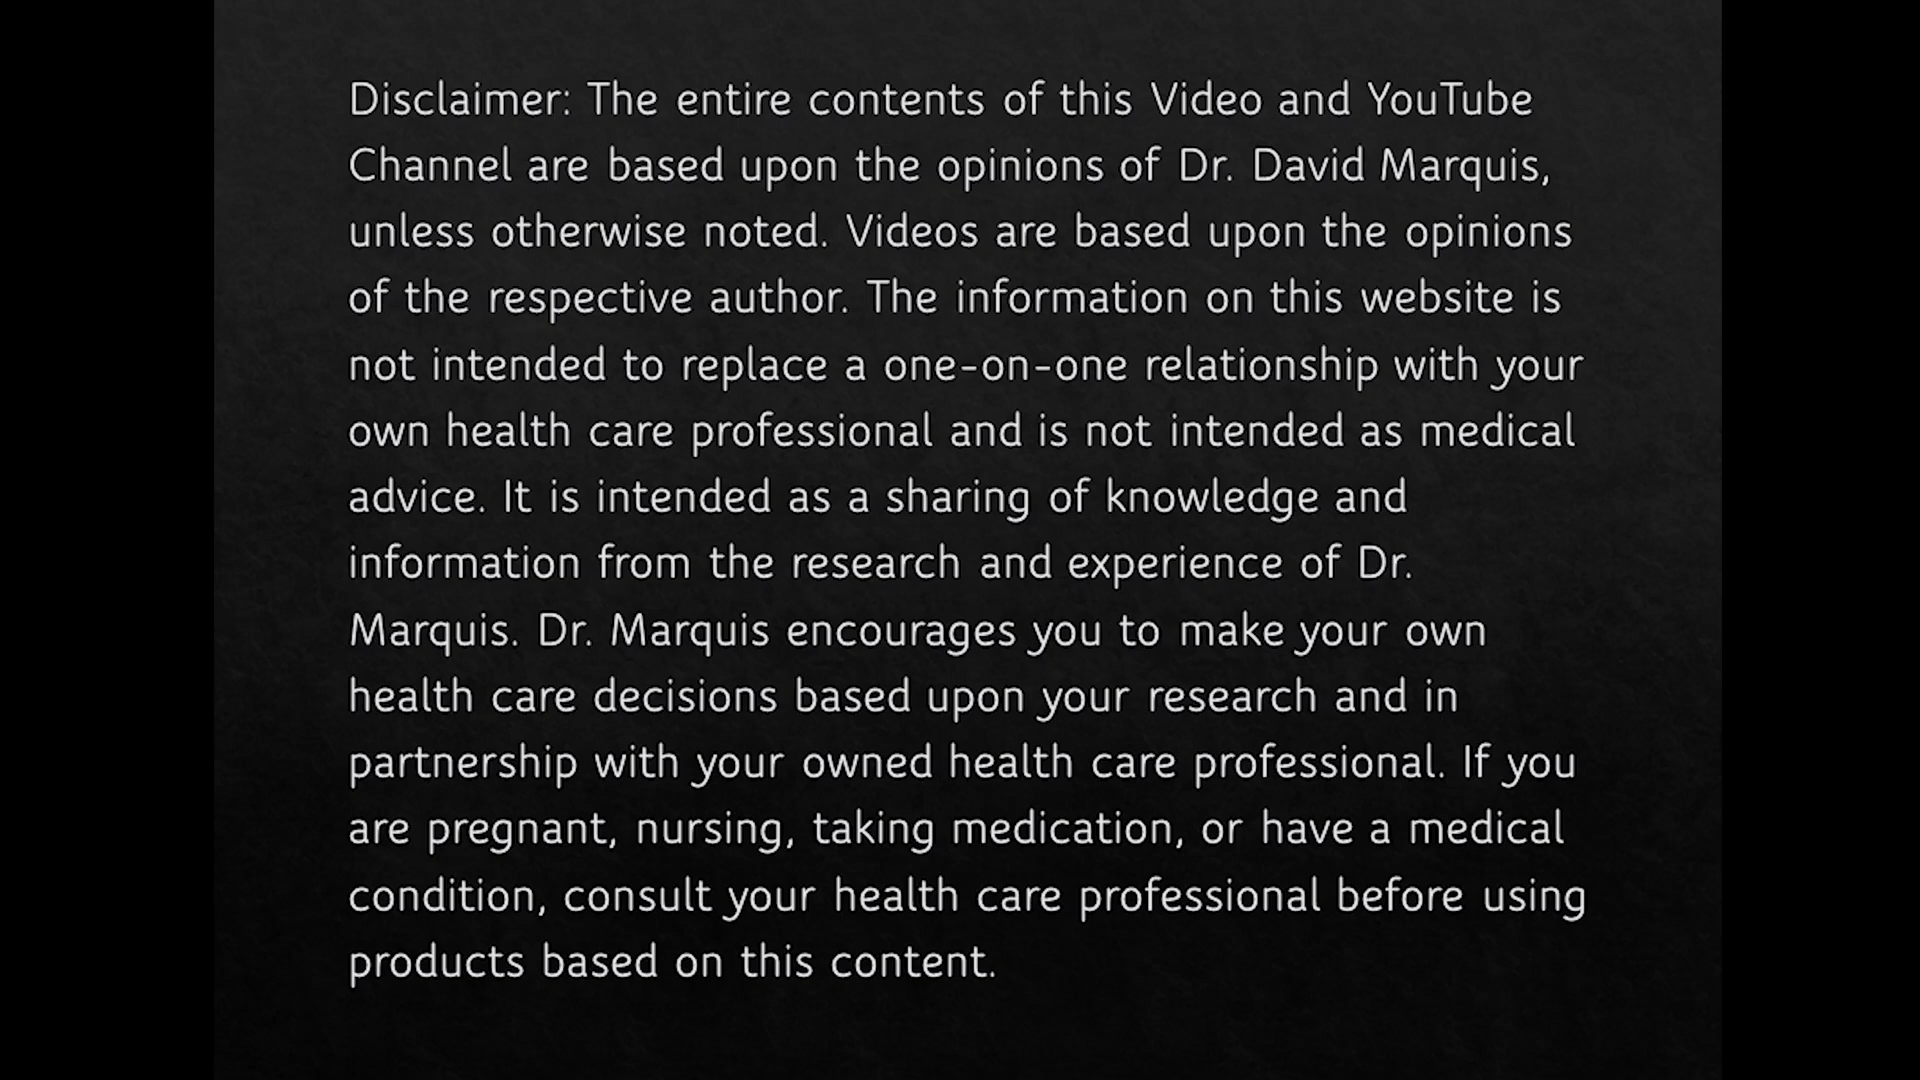 Disclaimer: The entire contents of this Video and YouTube
Channel are based upon the opinions of Dr. David Marquis,
unless otherwise noted. Videos are based upon the opinions
of the respective author. The information on this website is
not intended to replace a one-on-one relationship with your
own health care professional and is not intended as medical
advice. It is intended as a sharing of knowledge and
information from the research and experience of Dr.
Marquis. Dr. Marquis encourages you to make your own
health care decisions based upon your research and in
partnership with your owned health care professional. If you
are pregnant, nursing, taking medication, or have a medical
condition, consult your health care professional before using
products based on this content.